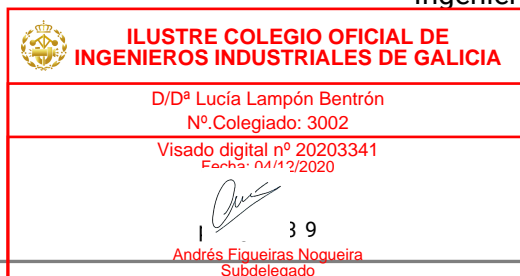 ILUSTRE COLEGIO OFICIAL DE
INGENIEROS INDUSTRIALES DE GALICIA
D/Dª Lucía Lampón Bentrón
Nº.Colegiado: 3002
Visado digital nº 20203341
Fecha: 04/12/2020
39
Andrés Figueiras Nogueira
Subdelegado